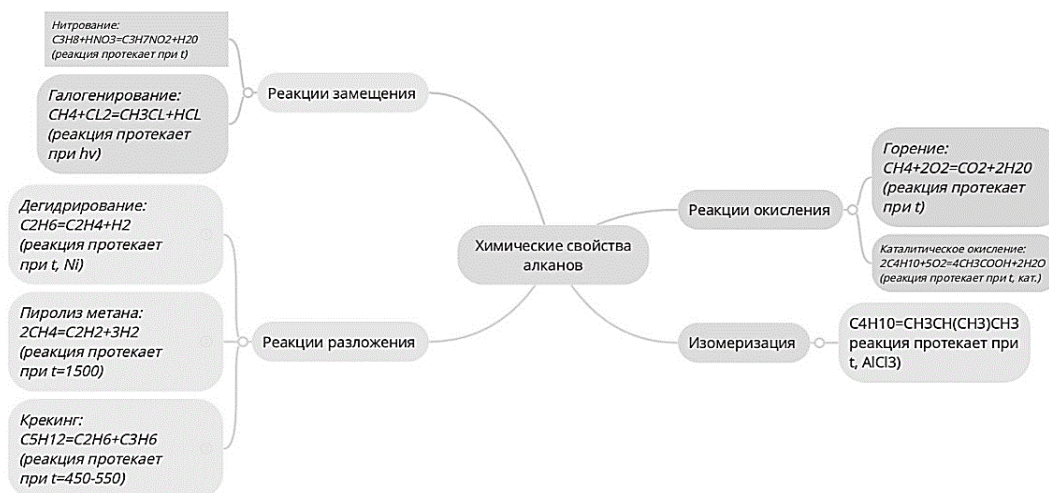 Нитрование:
C3H8+HNO3=C3H7NO2+H20
(реакция протекает при t)
Галогенирование:
CH4+CL2=CH3CL+HCL
(реакция протекает
при hv)
Реакции замещения
Дегидрирование:
C2H6=C2H4+H2
(реакция протекает
при t, Ni)
Пиролиз метана:
2CH4=C2H2+3H2
(реакция протекает
при t=1500)
Крекинг:
C5H12=C2H6+C3H6
(реакция протекает
при t=450-550)
Реакции разложения
Химические свойства
алканов
Реакции окисления
Горение:
CH4+2O2=CO2+2H20
(реакция протекает
при t)
Каталитическое окисление:
2C4H10+5O2=4CH3COOH+2H2O
(реакция протекает при t, кат.)
Изомеризация
C4H10=CH3CH(CH3)CH3
реакция протекает при
t, AlCl3)